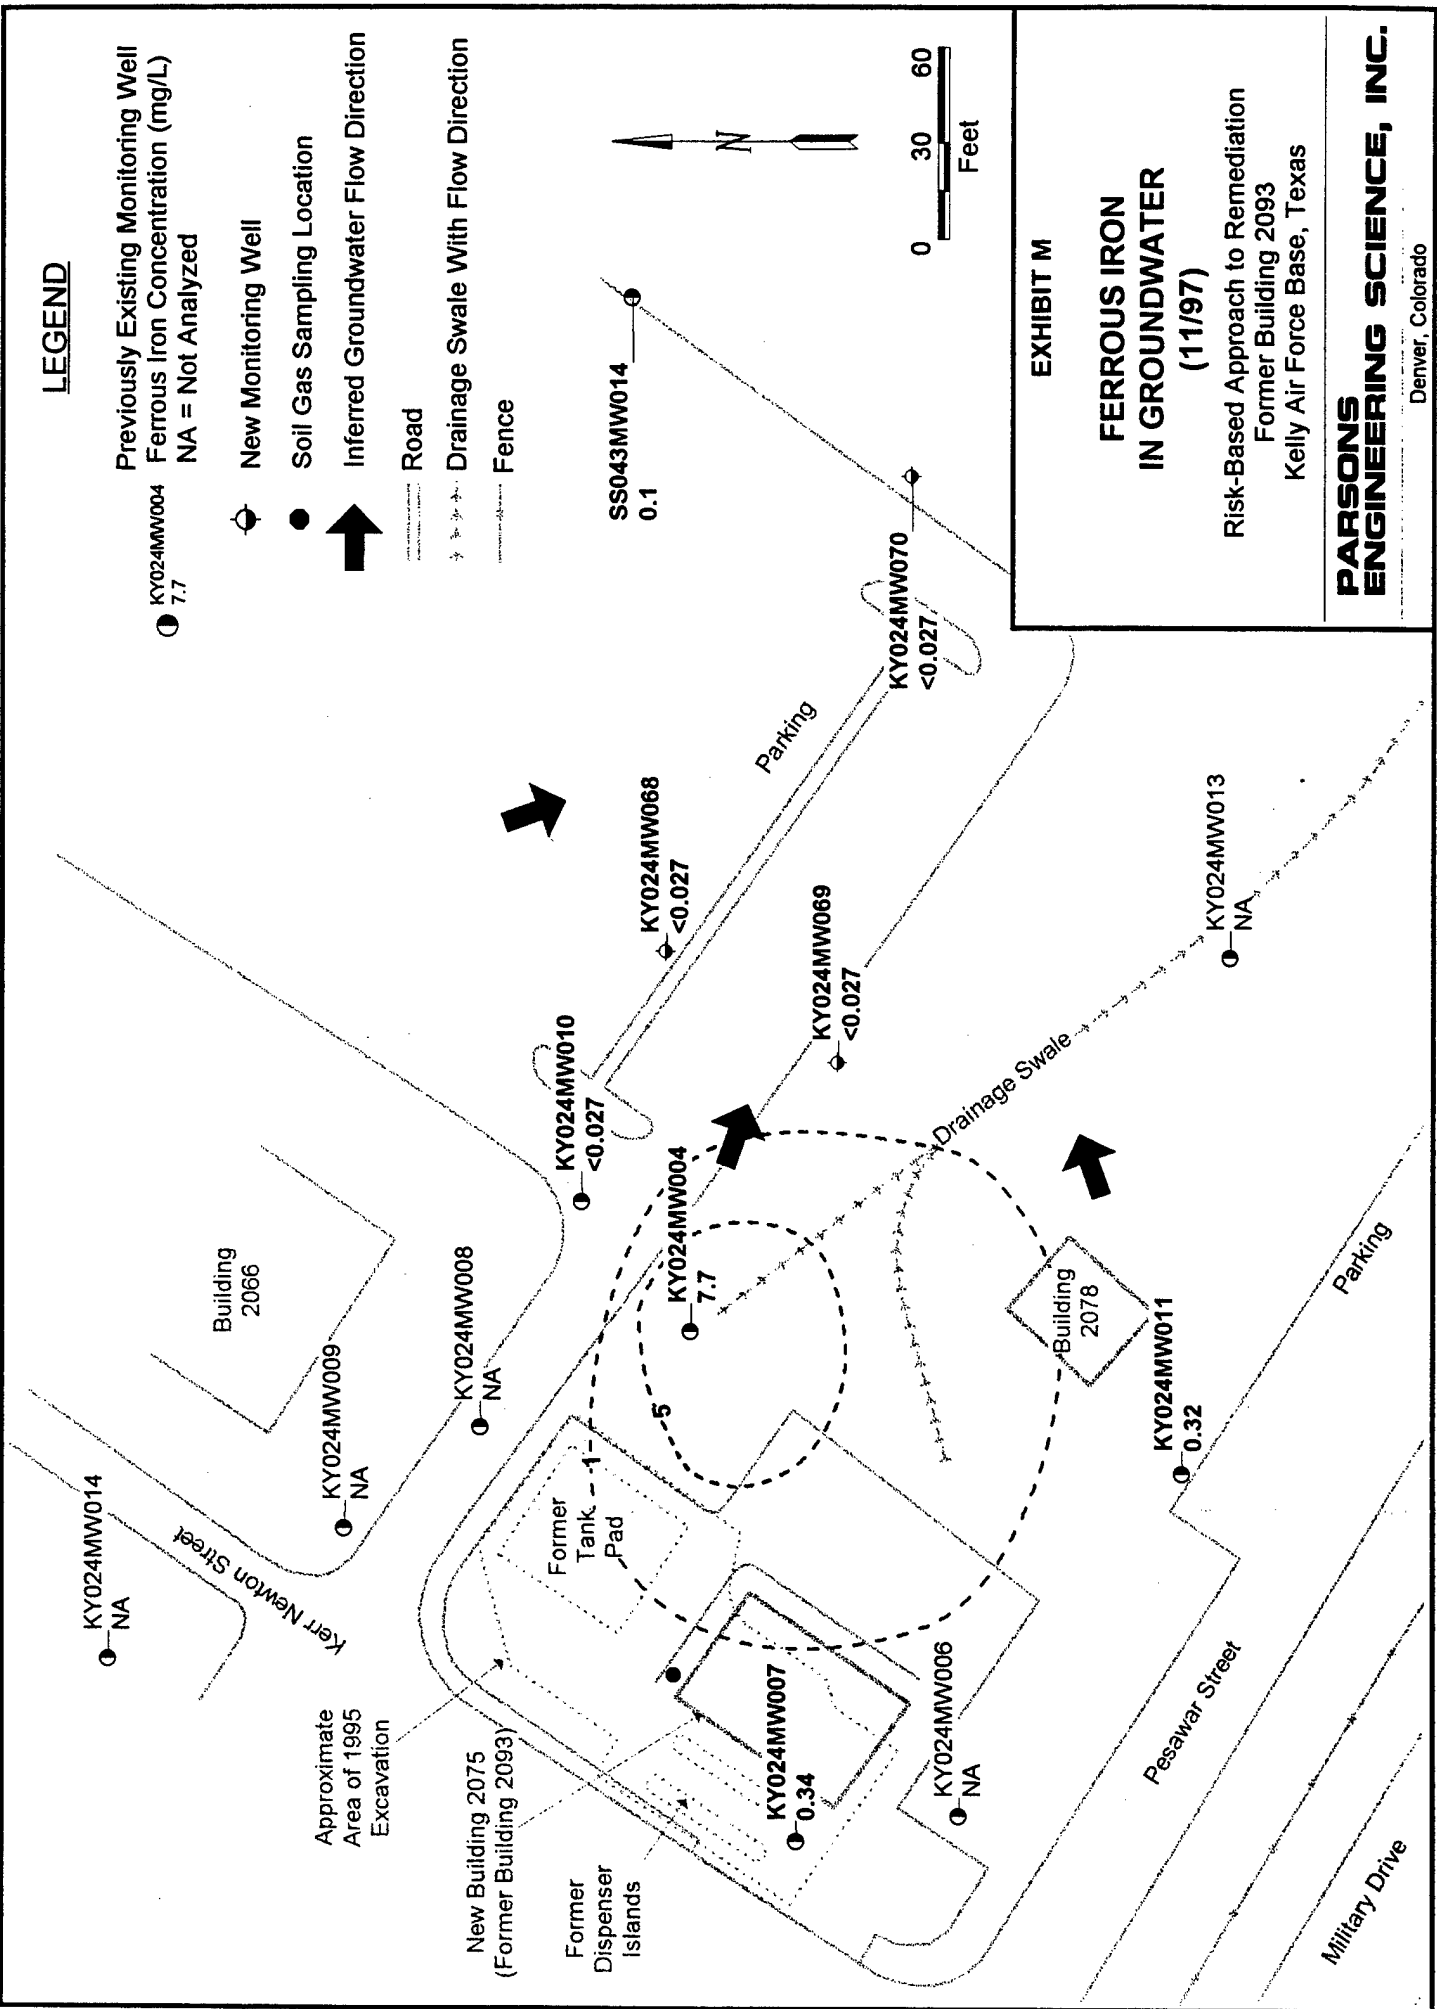 LEGEND
KY024MW004
7.7
Previously Existing Monitoring Well
Ferrous Iron Concentration (mg/L)
NA = Not Analyzed
New Monitoring Well
Soil Gas Sampling Location
Inferred Groundwater Flow Direction
Road
Drainage Swale With Flow Direction
Fence
N
0 30 60
Feet
KY024MW014
NA
Kerr Newton Street
KY024MW009
NA
Building
2066
KY024MW008
NA
KY024MW010
<0.027
KY024MW068
<0.027
SS043MW014
0.1
Approximate
Area of 1995
Excavation
New Building 2075
(Former Building 2093)
Former
Dispenser
Islands
Former
Tank
Pad
1
5
KY024MW004
7.7
KY024MW069
<0.027
Parking
KY024MW070
<0.027
KY024MW007
0.34
KY024MW006
NA
Drainage Swale
Building
2078
KY024MW011
0.32
KY024MW013
NA
Parking
Pesawar Street
Military Drive
EXHIBIT M
FERROUS IRON
IN GROUNDWATER
(11/97)
Risk-Based Approach to Remediation
Former Building 2093
Kelly Air Force Base, Texas
PARSONS
ENGINEERING SCIENCE, INC.
Denver, Colorado